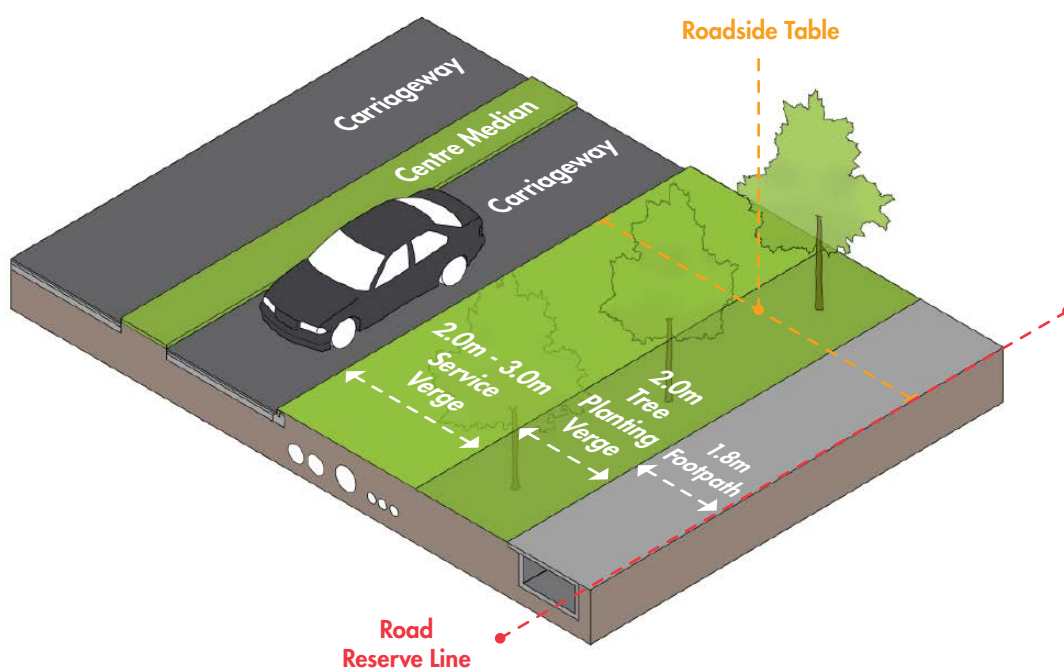 Roadside Table
Carriageway
Centre Median
Carriageway
2.0m - 3.0m
Service
Verge
2.0m
Tree
Planting
Verge
1.8m
Footpath
Road
Reserve Line